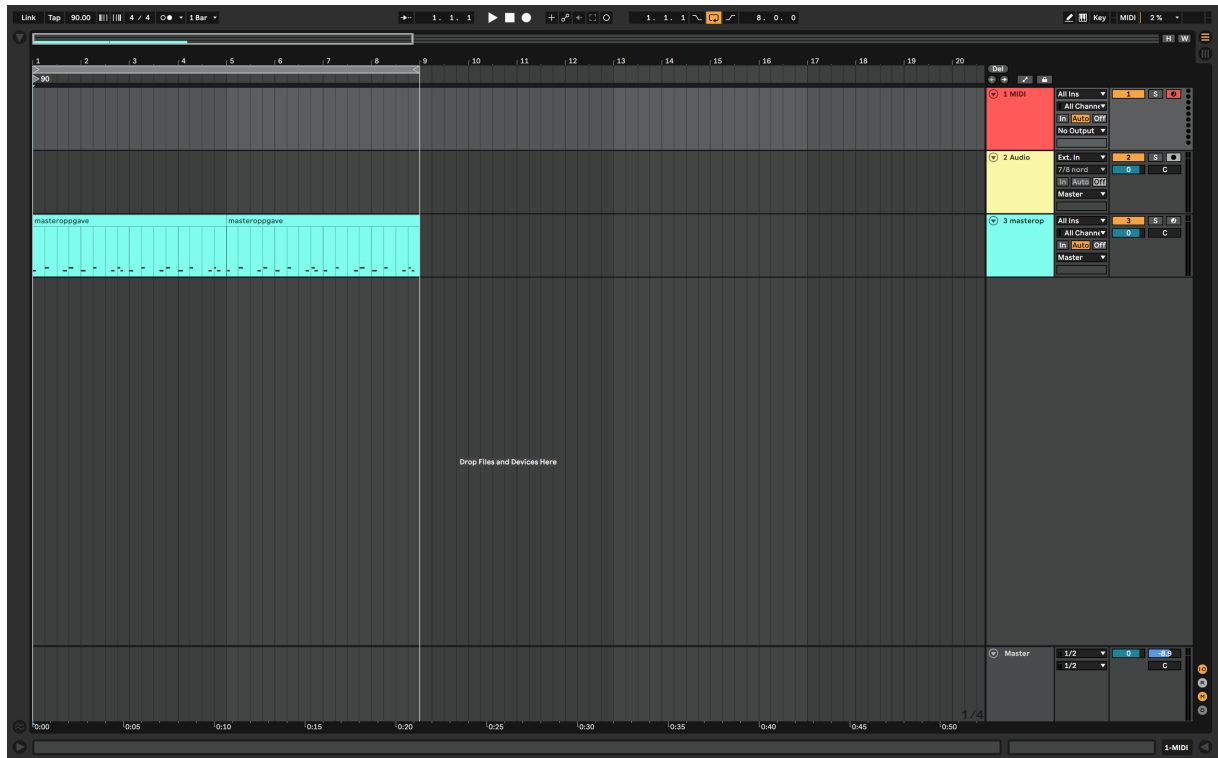 Link Tap 90.00 4 / 4 1 Bar 1. 1. 1 1. 1. 1 8. 0. 0 Key MIDI 2 %
H W
1 2 3 4 5 6 7 8 9 10 11 12 13 14 15 16 17 18 19 20
Del
90
1 MIDI All Ins 1 S
All Channe
In Auto Off
No Output
2 Audio Ext. In 2 S
7/8 nord 0 C
In Auto Off
Master
masteroppgave masteroppgave 3 masterop All Ins 3 S
All Channe 0 C
In Auto Off
Master
Drop Files and Devices Here
Master 1/2 0 -8.9
1/2 C
1/4
0:00 0:05 0:10 0:15 0:20 0:25 0:30 0:35 0:40 0:45 0:50
1-MIDI